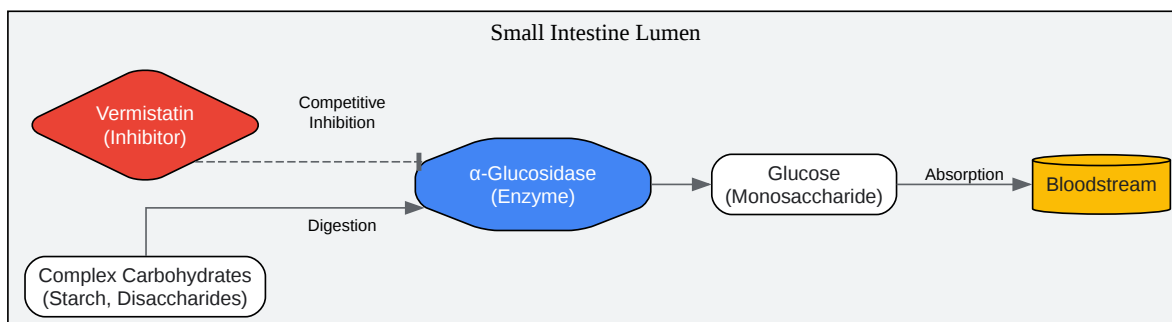 Small Intestine Lumen
Vermistatin
(Inhibitor)
Competitive
Inhibition
α-Glucosidase
(Enzyme)
Glucose
(Monosaccharide)
Absorption
Bloodstream
Digestion
Complex Carbohydrates
(Starch, Disaccharides)